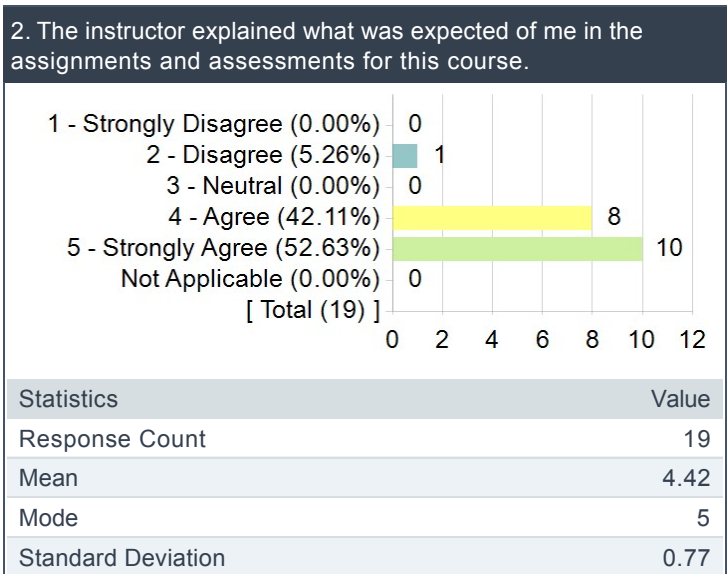 2. The instructor explained what was expected of me in the
assignments and assessments for this course.
1 - Strongly Disagree (0.00%) 0
2 - Disagree (5.26%) 1
3 - Neutral (0.00%) 0
4 - Agree (42.11%) 8
5 - Strongly Agree (52.63%) 10
Not Applicable (0.00%) 0
[ Total (19) ]
0 2 4 6 8 10 12
Statistics Value
Response Count 19
Mean 4.42
Mode 5
Standard Deviation 0.77